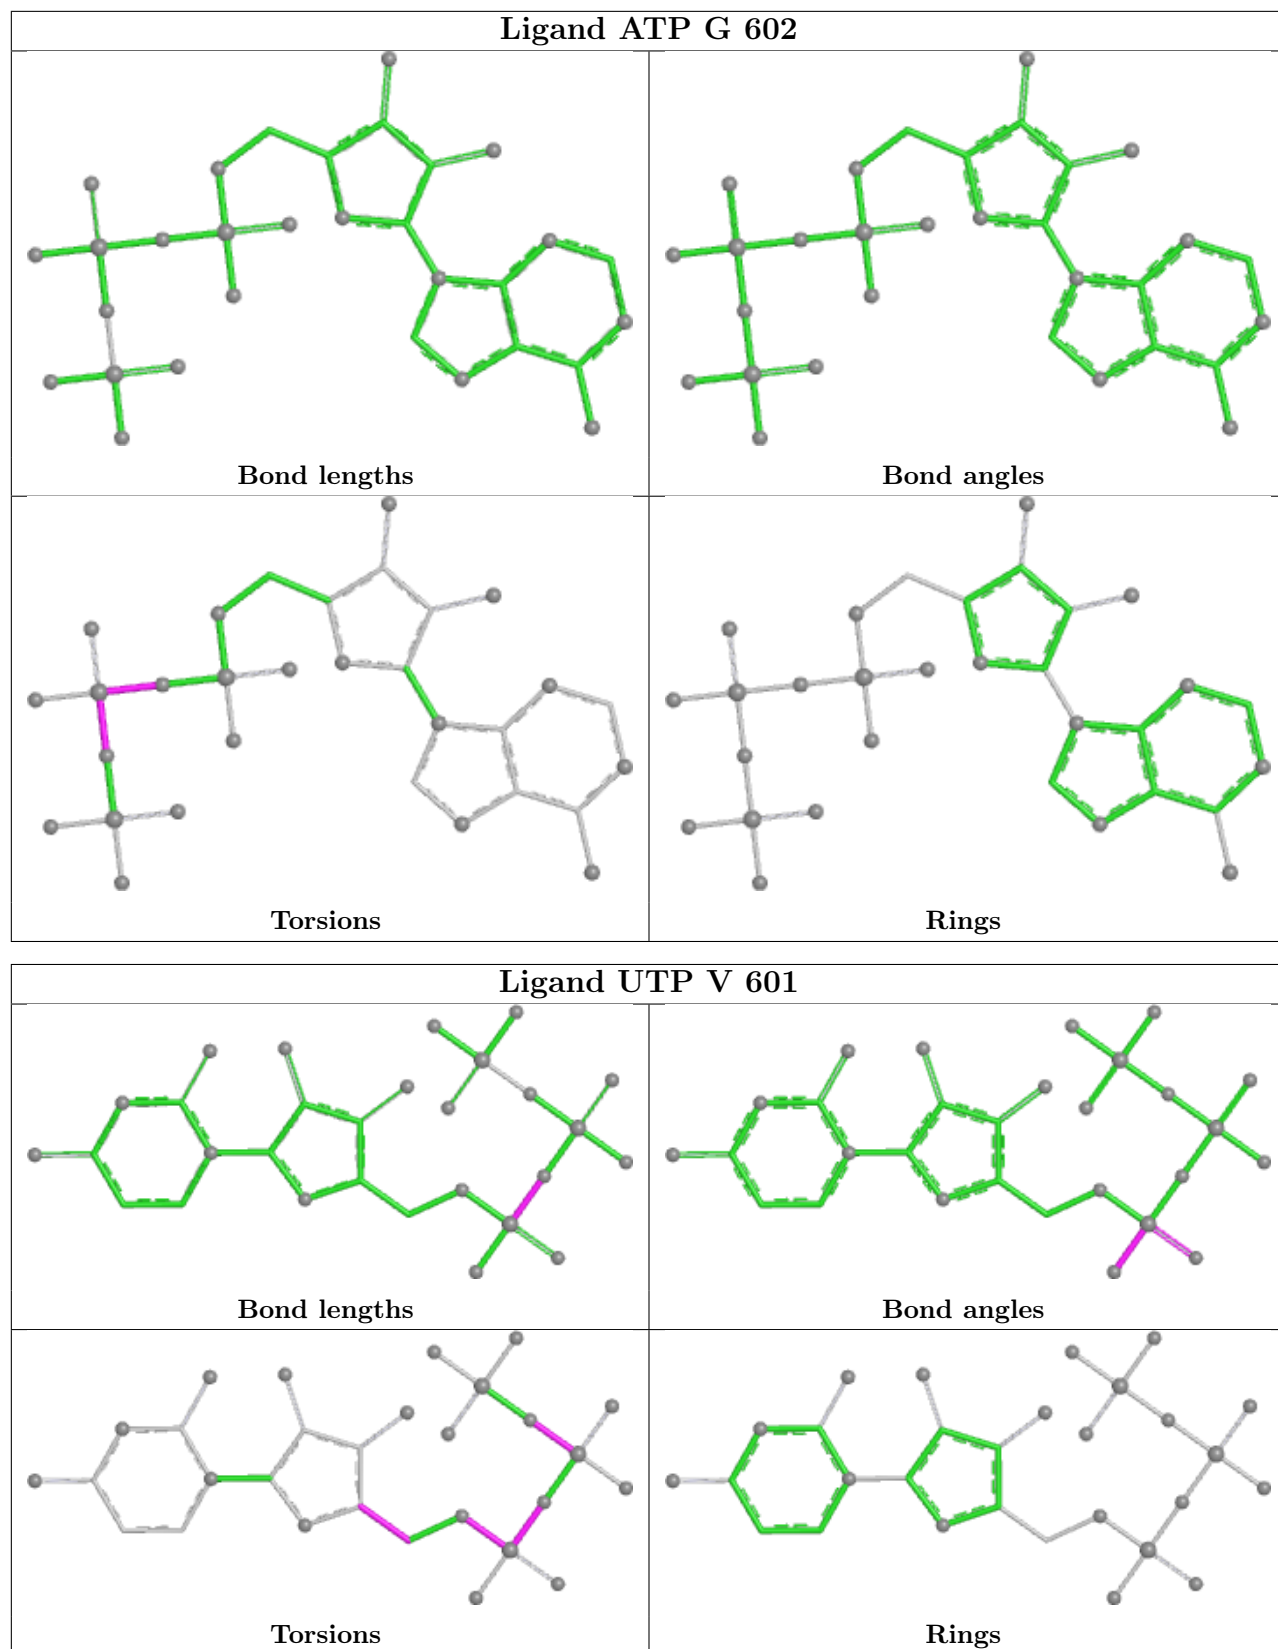 Ligand ATP G 602
Bond lengths
Bond angles
Torsions
Rings
Ligand UTP V 601
Bond lengths
Bond angles
Torsions
Rings